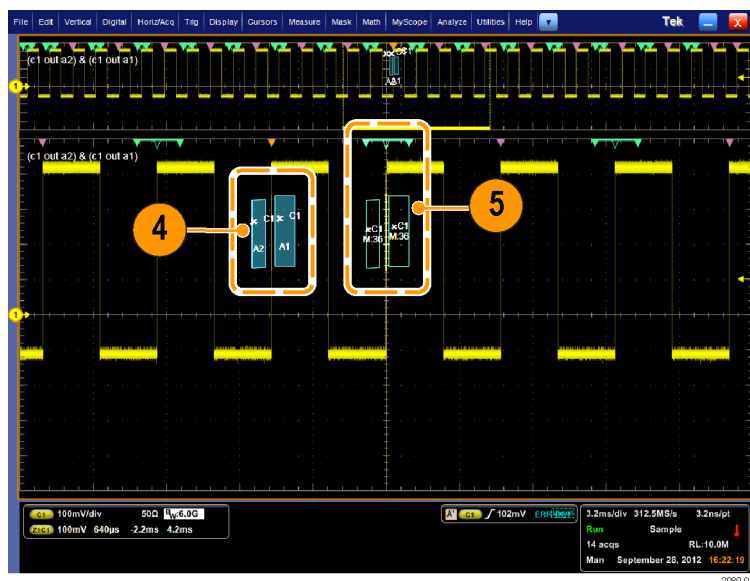 File Edit Vertical Digital Horiz/Acq Trig Display Cursors Measure Mask Math MyScope Analyze Utilities Help Tek X
(c1 out a2) & (c1 out a1)
1
(c1 out a2) & (c1 out a1)
4
5
C1 C1
A2 A1
C1 C1
M:36 M:36
1
C1 100mV/div 50Ω BW:6.0G
Z1C1 100mV 640µs -2.2ms 4.2ms
A' C1 102mV
3.2ms/div 312.5MS/s 3.2ns/pt
Run Sample
14 acqs RL:10.0M
Man September 28, 2012 16:22:19